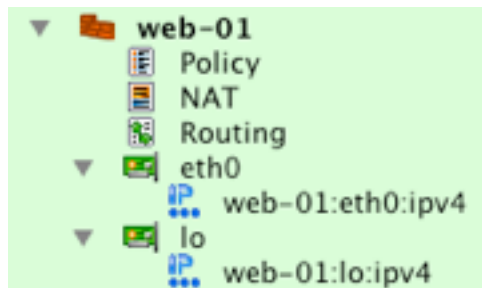 web-01
Policy
NAT
Routing
eth0
web-01:eth0:ipv4
lo
web-01:lo:ipv4